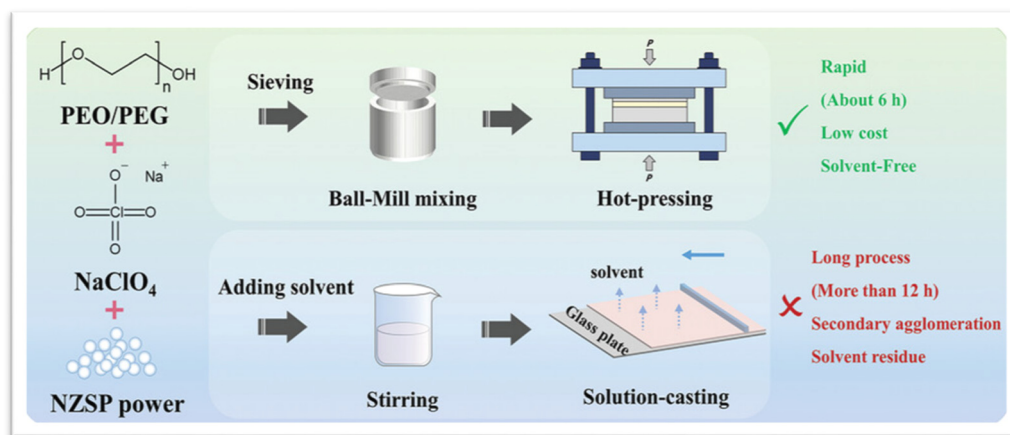 H
O
OH
n
PEO/PEG
+
O⁻ Na⁺
O Cl O
O
NaClO₄
+
NZSP power
Sieving
Ball-Mill mixing
P
P
Hot-pressing
Rapid
(About 6 h)
Low cost
Solvent-Free
Adding solvent
Stirring
solvent
Glass plate
Solution-casting
Long process
(More than 12 h)
Secondary agglomeration
Solvent residue